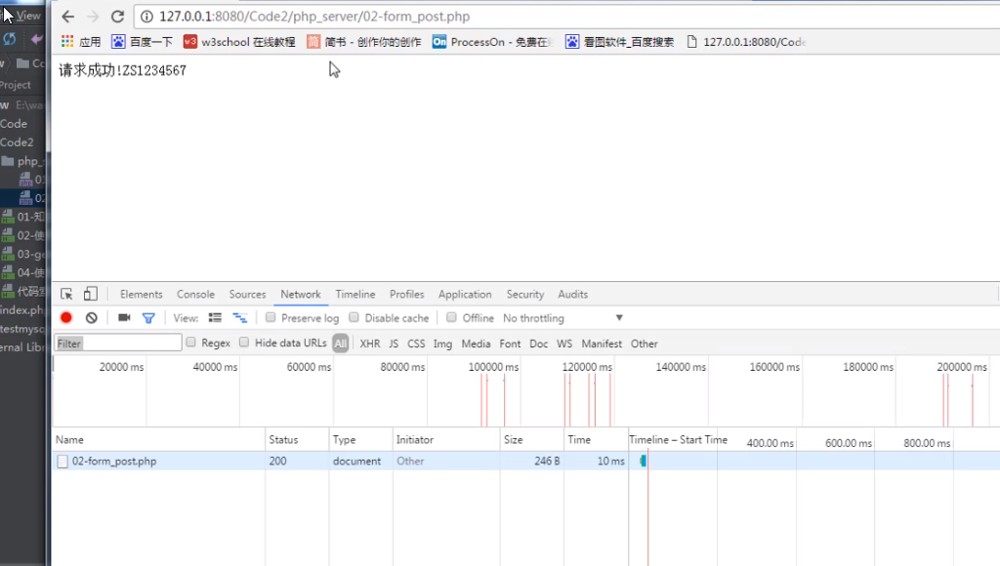 View
127.0.0.1:8080/Code2/php_server/02-form_post.php
应用 百度一下 w3school 在线教程 简书 - 创作你的创作 ProcessOn - 免费在 看图软件_百度搜索 127.0.0.1:8080/Code
请求成功!ZS1234567
Project
Code
Code2
php_s
01
02
01-知
02-使
03-ge
04-使
index.php
testmysq
ernal Libr
Elements Console Sources Network Timeline Profiles Application Security Audits
View: Preserve log Disable cache Offline No throttling
Filter Regex Hide data URLs All XHR JS CSS Img Media Font Doc WS Manifest Other
20000 ms 40000 ms 60000 ms 80000 ms 100000 ms 120000 ms 140000 ms 160000 ms 180000 ms 200000 ms
Name Status Type Initiator Size Time Timeline – Start Time 400.00 ms 600.00 ms 800.00 ms
02-form_post.php 200 document Other 246 B 10 ms